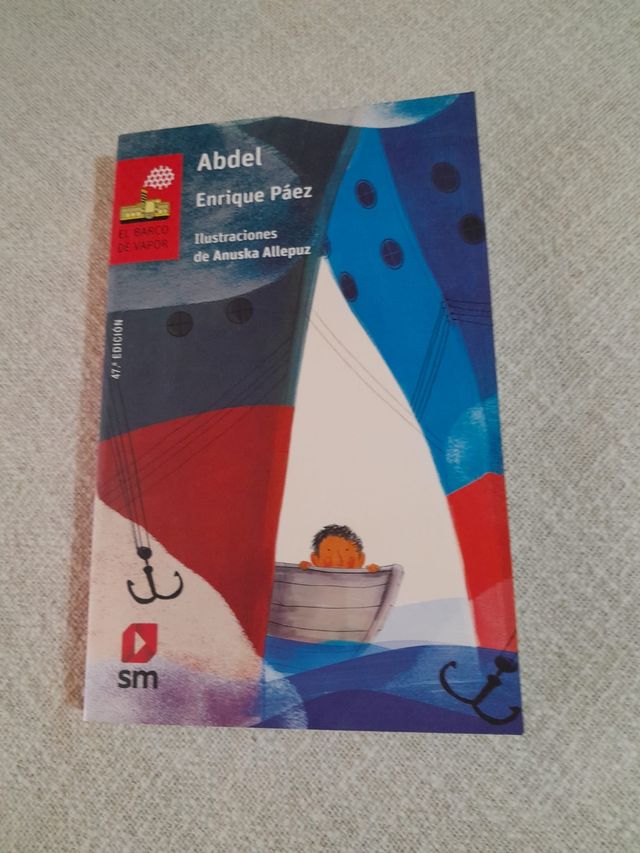 Abdel
Enrique Páez
Ilustraciones
de Anuska Allepuz
EL BARCO
DE VAPOR
47.ª EDICIÓN
sm